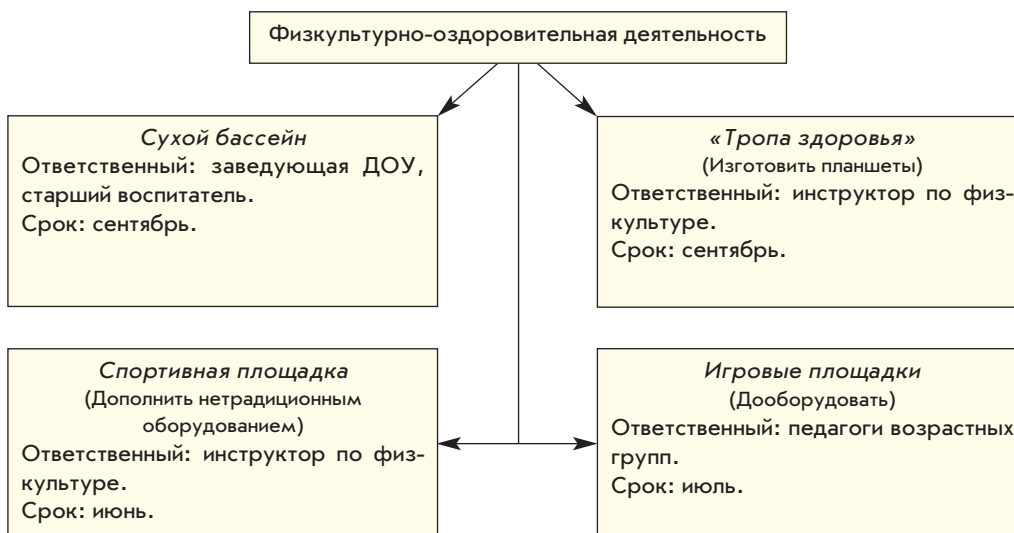 Физкультурно-оздоровительная деятельность
Сухой бассейн
Ответственный: заведующая ДОУ,
старший воспитатель.
Срок: сентябрь.
«Тропа здоровья»
(Изготовить планшеты)
Ответственный: инструктор по физ-
культуре.
Срок: сентябрь.
Спортивная площадка
(Дополнить нетрадиционным
оборудованием)
Ответственный: инструктор по физ-
культуре.
Срок: июнь.
Игровые площадки
(Дооборудовать)
Ответственный: педагоги возрастных
групп.
Срок: июль.